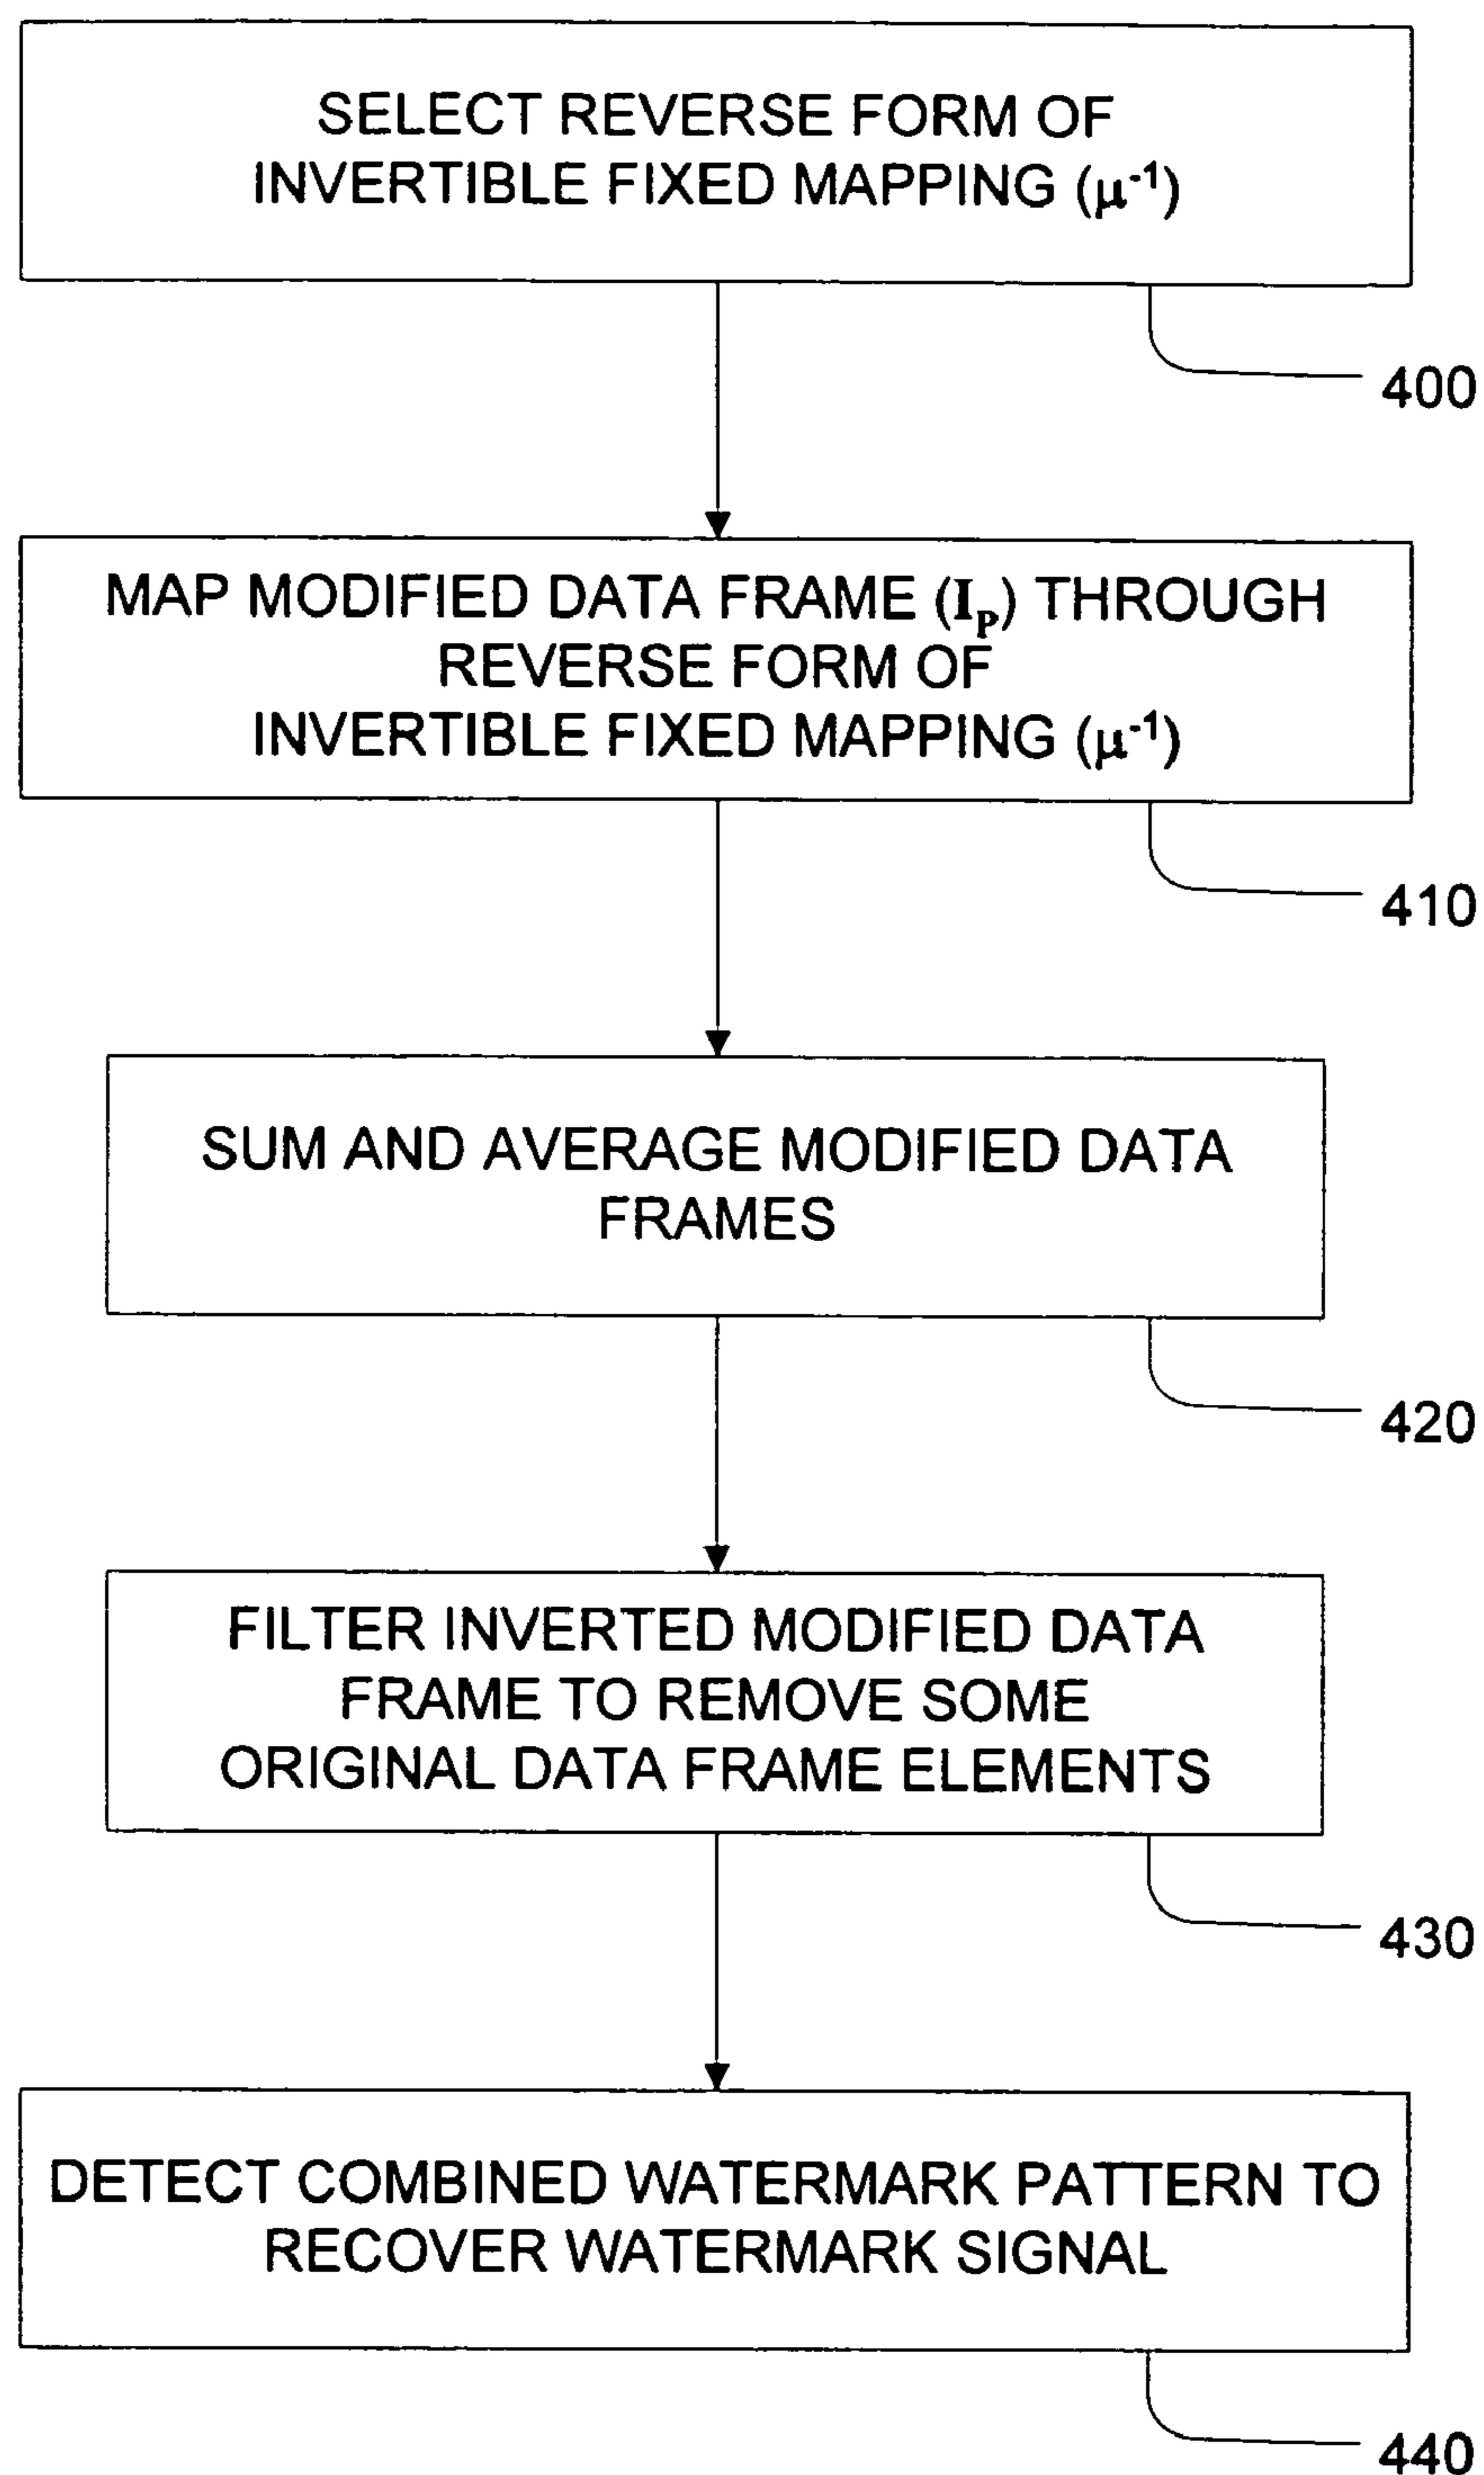 SELECT REVERSE FORM OF
INVERTIBLE FIXED MAPPING (μ⁻¹)
400
MAP MODIFIED DATA FRAME (Iₚ) THROUGH
REVERSE FORM OF
INVERTIBLE FIXED MAPPING (μ⁻¹)
410
SUM AND AVERAGE MODIFIED DATA
FRAMES
420
FILTER INVERTED MODIFIED DATA
FRAME TO REMOVE SOME
ORIGINAL DATA FRAME ELEMENTS
430
DETECT COMBINED WATERMARK PATTERN TO
RECOVER WATERMARK SIGNAL
440